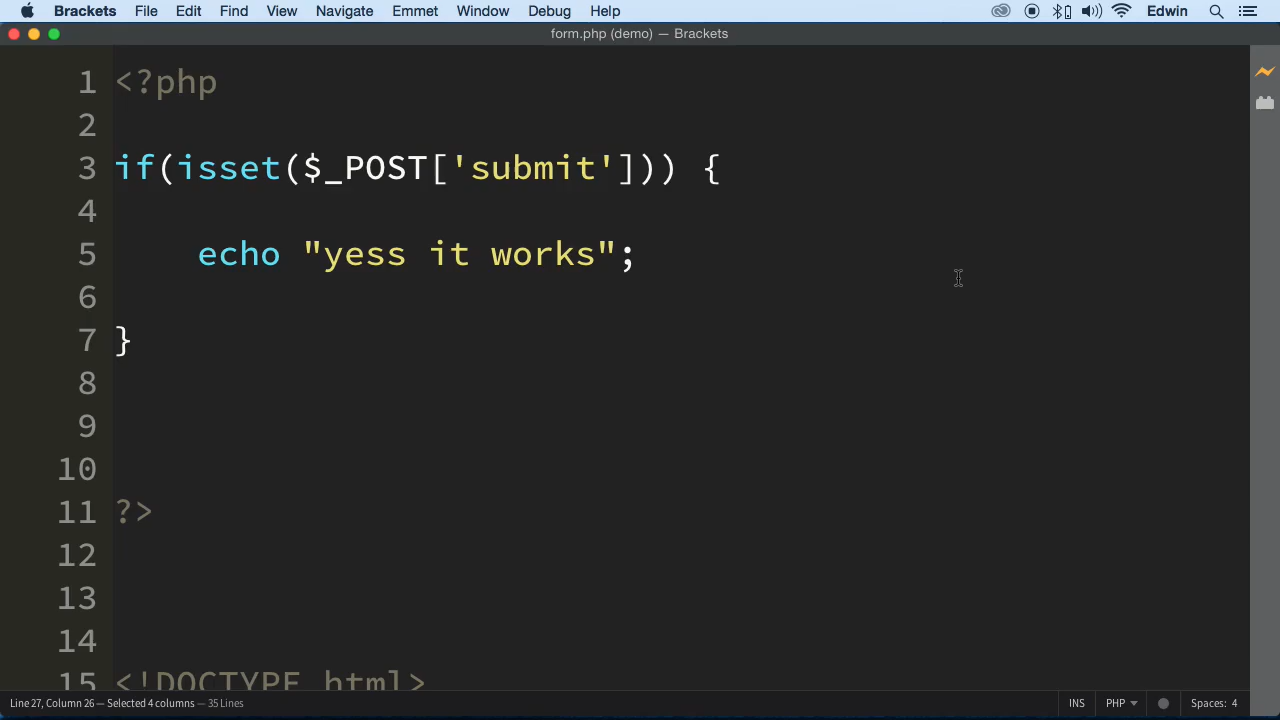 Brackets File Edit Find View Navigate Emmet Window Debug Help Edwin
form.php (demo) — Brackets
1 <?php
2
3 if(isset($_POST['submit'])) {
4
5 echo "yess it works";
6
7 }
8
9
10
11 ?>
12
13
14
15 <!DOCTYPE html>
Line 27, Column 26 — Selected 4 columns — 35 Lines INS PHP Spaces: 4